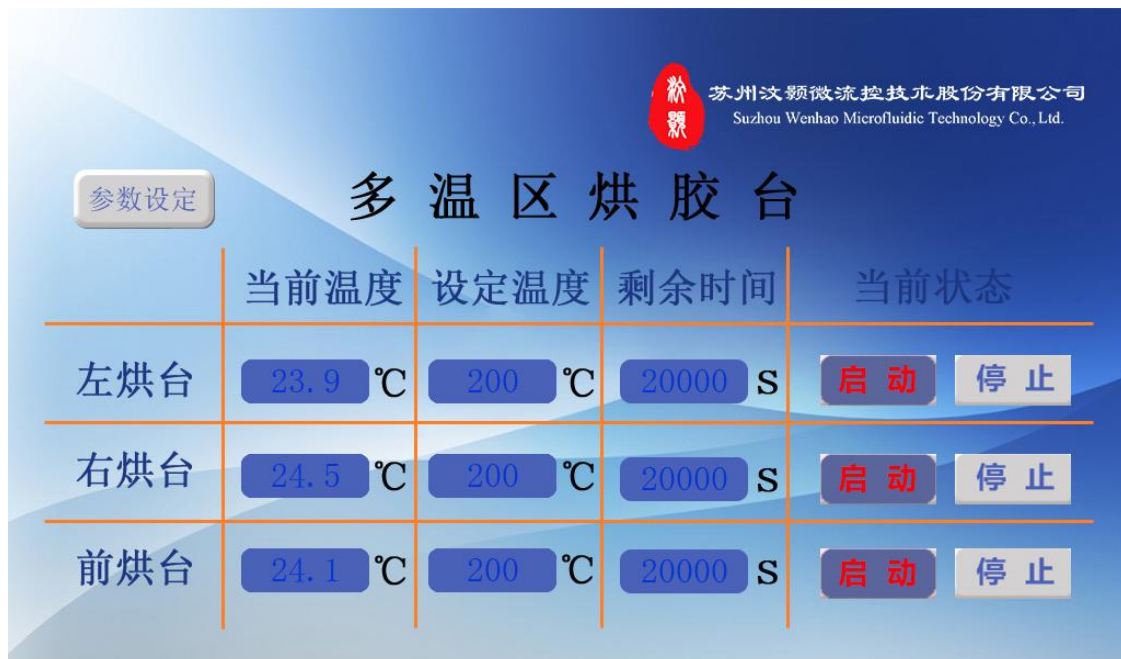 汶颢
苏州汶颢微流控技术股份有限公司
Suzhou Wenhao Microfluidic Technology Co., Ltd.
参数设定
多温区烘胶台
当前温度 设定温度 剩余时间 当前状态
左烘台 23.9 ℃ 200 ℃ 20000 S 启动 停止
右烘台 24.5 ℃ 200 ℃ 20000 S 启动 停止
前烘台 24.1 ℃ 200 ℃ 20000 S 启动 停止